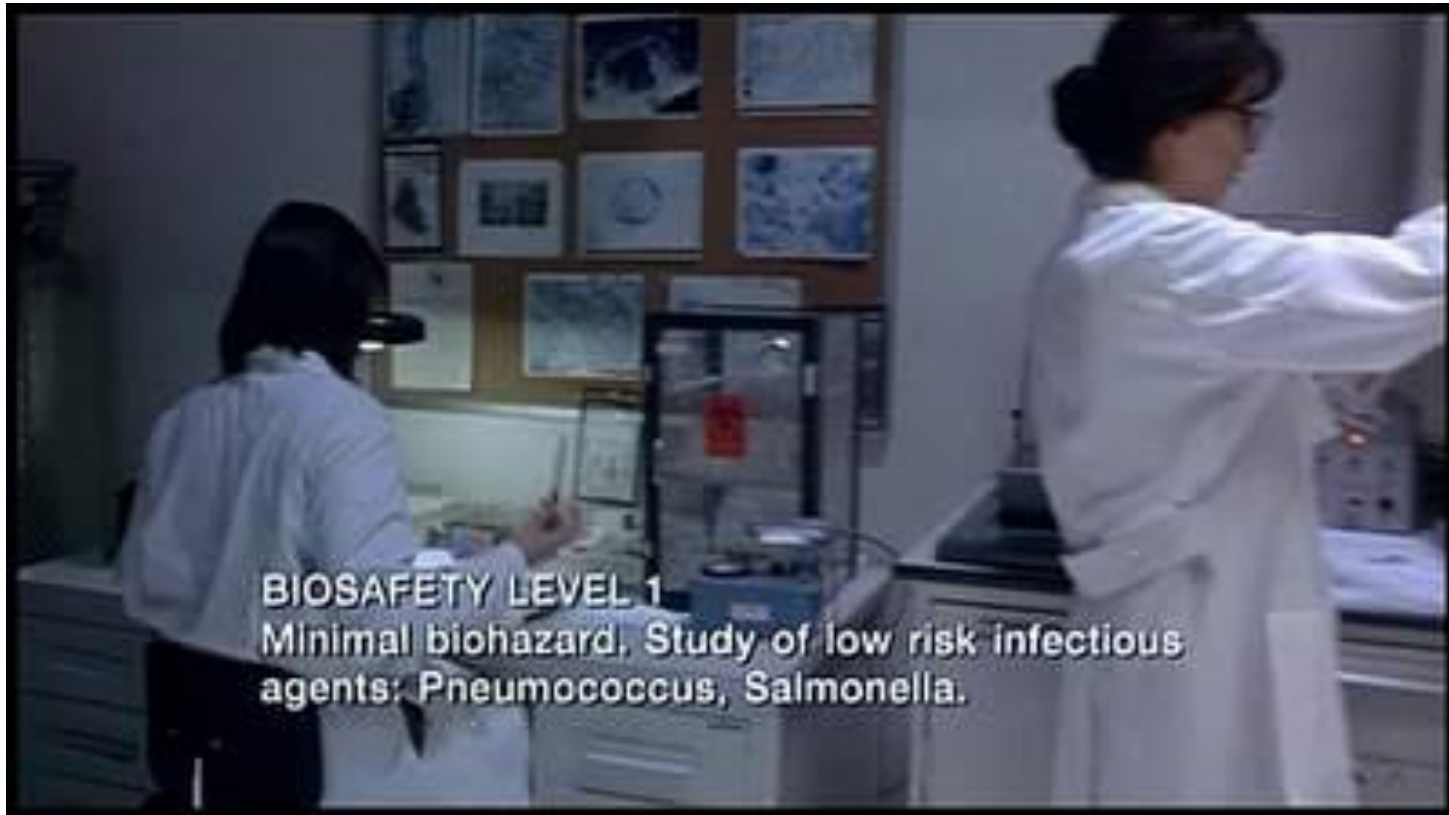 BIOSAFETY LEVEL 1
Minimal biohazard. Study of low risk infectious
agents: Pneumococcus, Salmonella.